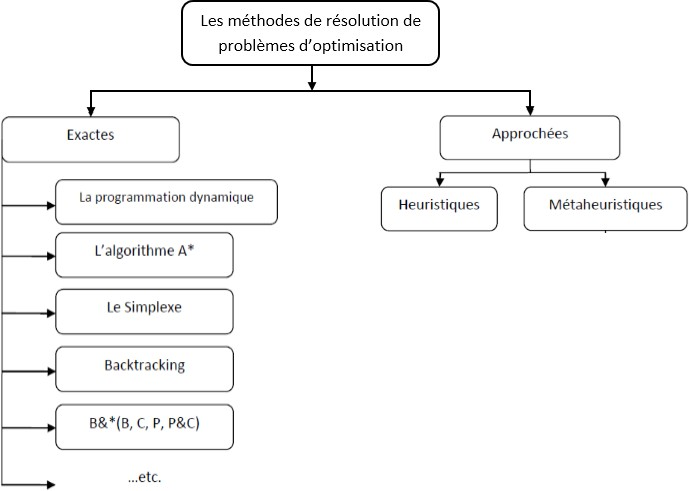 Les méthodes de résolution de
problèmes d’optimisation
Exactes
Approchées
La programmation dynamique
Heuristiques
Métaheuristiques
L’algorithme A*
Le Simplexe
Backtracking
B&*(B, C, P, P&C)
...etc.